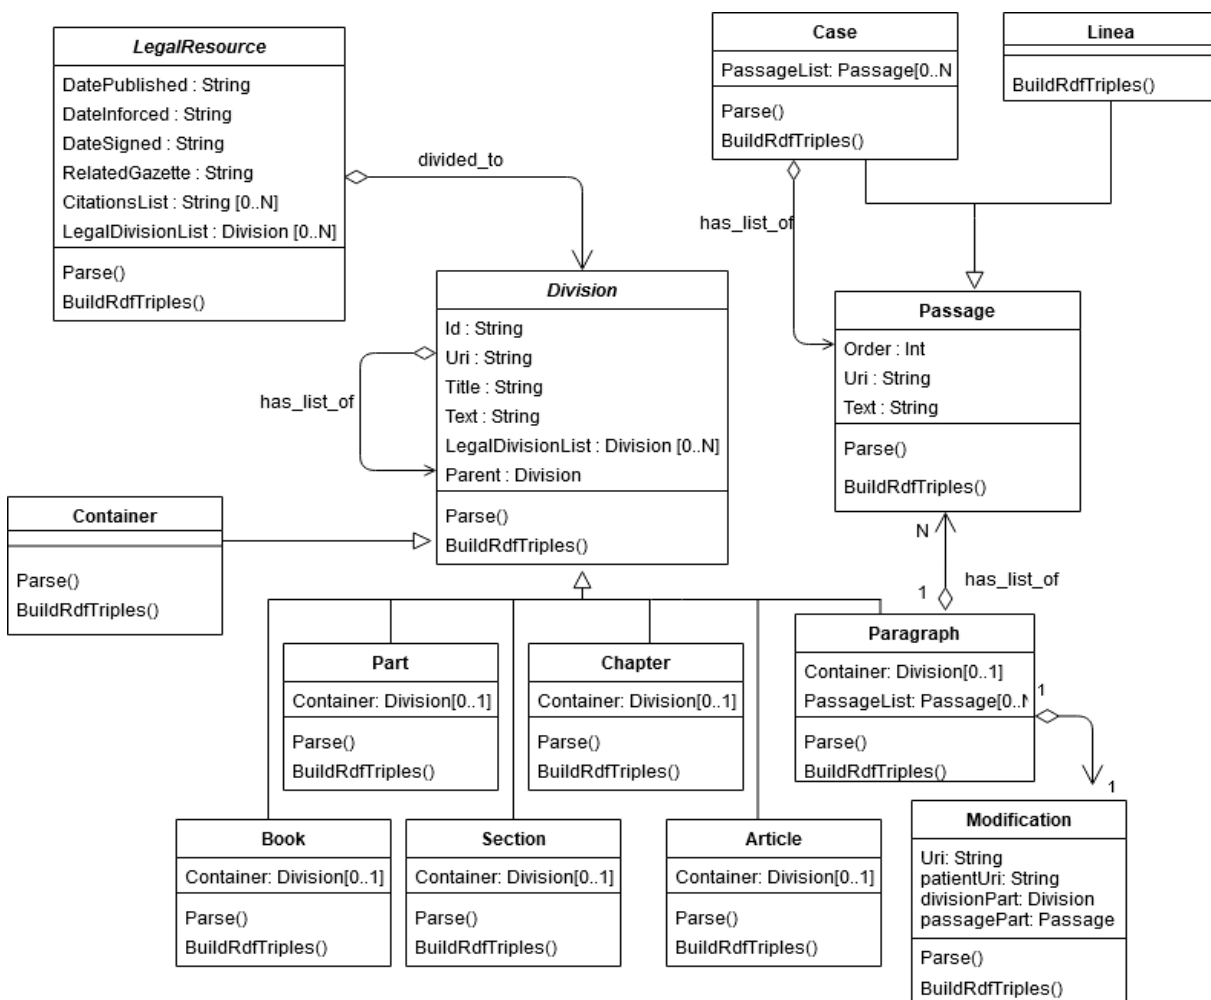 LegalResource
DatePublished : String
DateInforced : String
DateSigned : String
RelatedGazette : String
CitationsList : String [0..N]
LegalDivisionList : Division [0..N]
Parse()
BuildRdfTriples()
divided_to
Case
PassageList: Passage[0..N
Parse()
BuildRdfTriples()
Linea
BuildRdfTriples()
has_list_of
Division
Id : String
Uri : String
Title : String
Text : String
LegalDivisionList : Division [0..N]
Parent : Division
Parse()
BuildRdfTriples()
has_list_of
Passage
Order : Int
Uri : String
Text : String
Parse()
BuildRdfTriples()
Container
Parse()
BuildRdfTriples()
N
has_list_of
1
Part
Container: Division[0..1]
Parse()
BuildRdfTriples()
Chapter
Container: Division[0..1]
Parse()
BuildRdfTriples()
Paragraph
Container: Division[0..1]
PassageList: Passage[0..N
Parse()
BuildRdfTriples()
1
1
Book
Container: Division[0..1]
Parse()
BuildRdfTriples()
Section
Container: Division[0..1]
Parse()
BuildRdfTriples()
Article
Container: Division[0..1]
Parse()
BuildRdfTriples()
Modification
Uri: String
patientUri: String
divisionPart: Division
passagePart: Passage
Parse()
BuildRdfTriples()